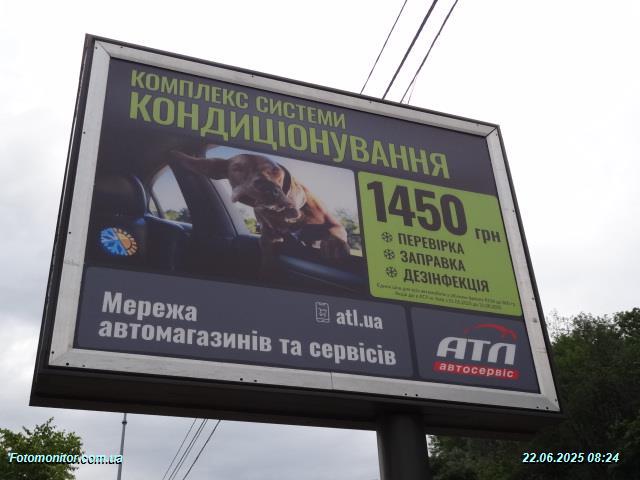 КОМПЛЕКС СИСТЕМИ
КОНДИЦІОНУВАННЯ
1450 грн
ПЕРЕВІРКА
ЗАПРАВКА
ДЕЗІНФЕКЦІЯ
Мережа
автомагазинів та сервісів
atl.ua
АТЛ
автосервіс
Fotomonitor.com.ua
22.06.2025 08:24